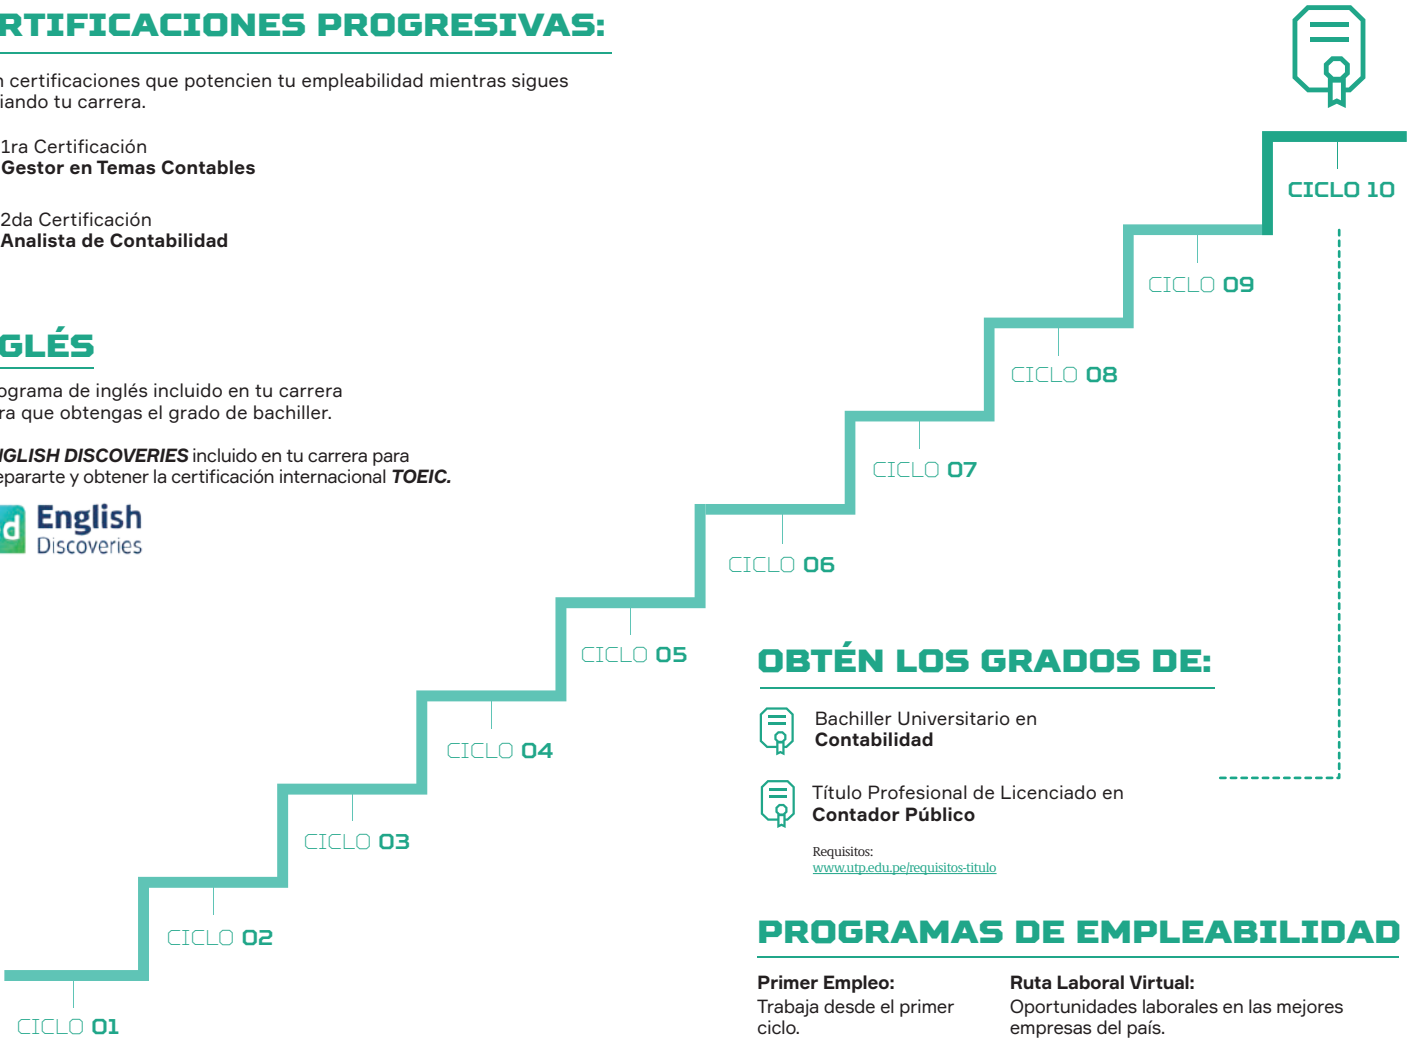 RTIFICACIONES PROGRESIVAS:
n certificaciones que potencien tu empleabilidad mientras sigues
iando tu carrera.
1ra Certificación
Gestor en Temas Contables
2da Certificación
Analista de Contabilidad
GLÉS
ograma de inglés incluido en tu carrera
ra que obtengas el grado de bachiller.
NGLISH DISCOVERIES incluido en tu carrera para
epararte y obtener la certificación internacional TOEIC.
ed English
Discoveries
CICLO 10
CICLO 09
CICLO 08
CICLO 07
CICLO 06
CICLO 05
CICLO 04
CICLO 03
CICLO 02
CICLO 01
OBTÉN LOS GRADOS DE:
Bachiller Universitario en
Contabilidad
Título Profesional de Licenciado en
Contador Público
Requisitos:
www.utp.edu.pe/requisitos-titulo
PROGRAMAS DE EMPLEABILIDAD
Primer Empleo:
Trabaja desde el primer
ciclo.
Ruta Laboral Virtual:
Oportunidades laborales en las mejores
empresas del país.